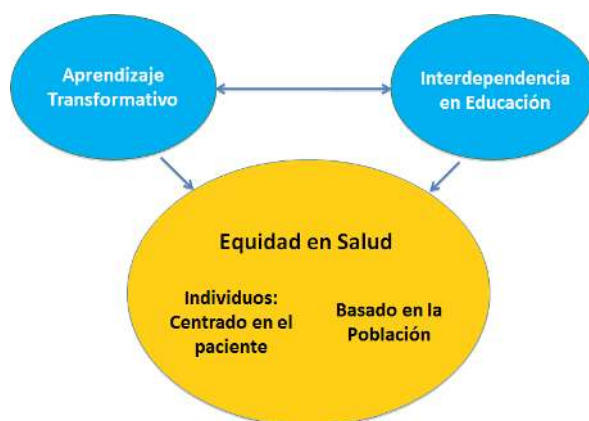 Aprendizaje
Transformativo
Interdependencia
en Educación
Equidad en Salud
Individuos:
Centrado en el
paciente
Basado en la
Población